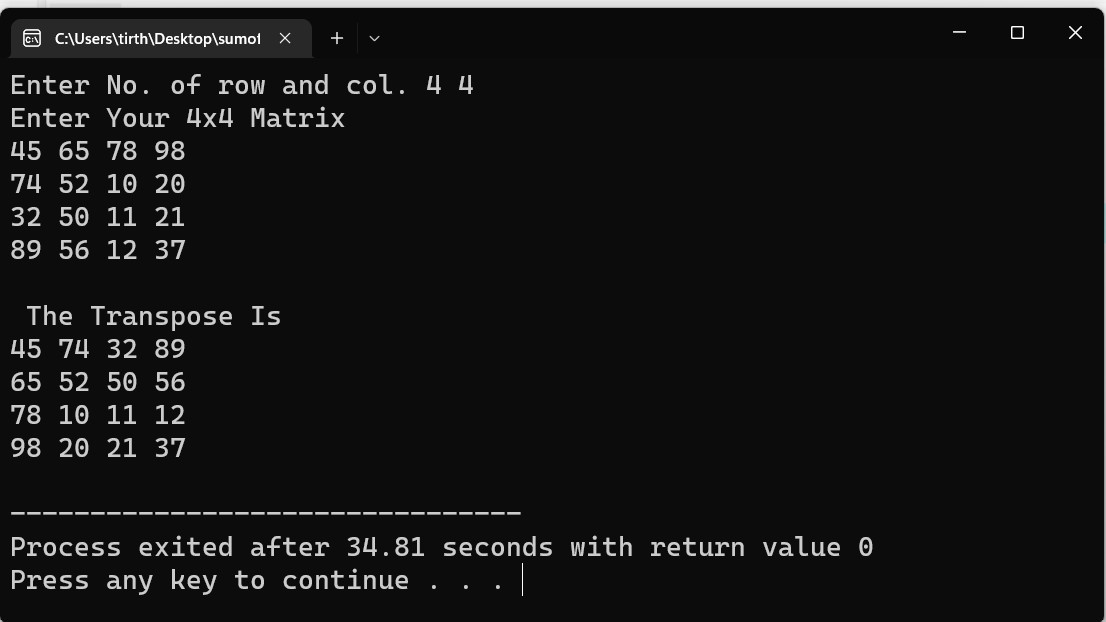 C:\Users\tirth\Desktop\sumof
Enter No. of row and col. 4 4
Enter Your 4x4 Matrix
45 65 78 98
74 52 10 20
32 50 11 21
89 56 12 37
The Transpose Is
45 74 32 89
65 52 50 56
78 10 11 12
98 20 21 37
--------------------------------
Process exited after 34.81 seconds with return value 0
Press any key to continue . . .